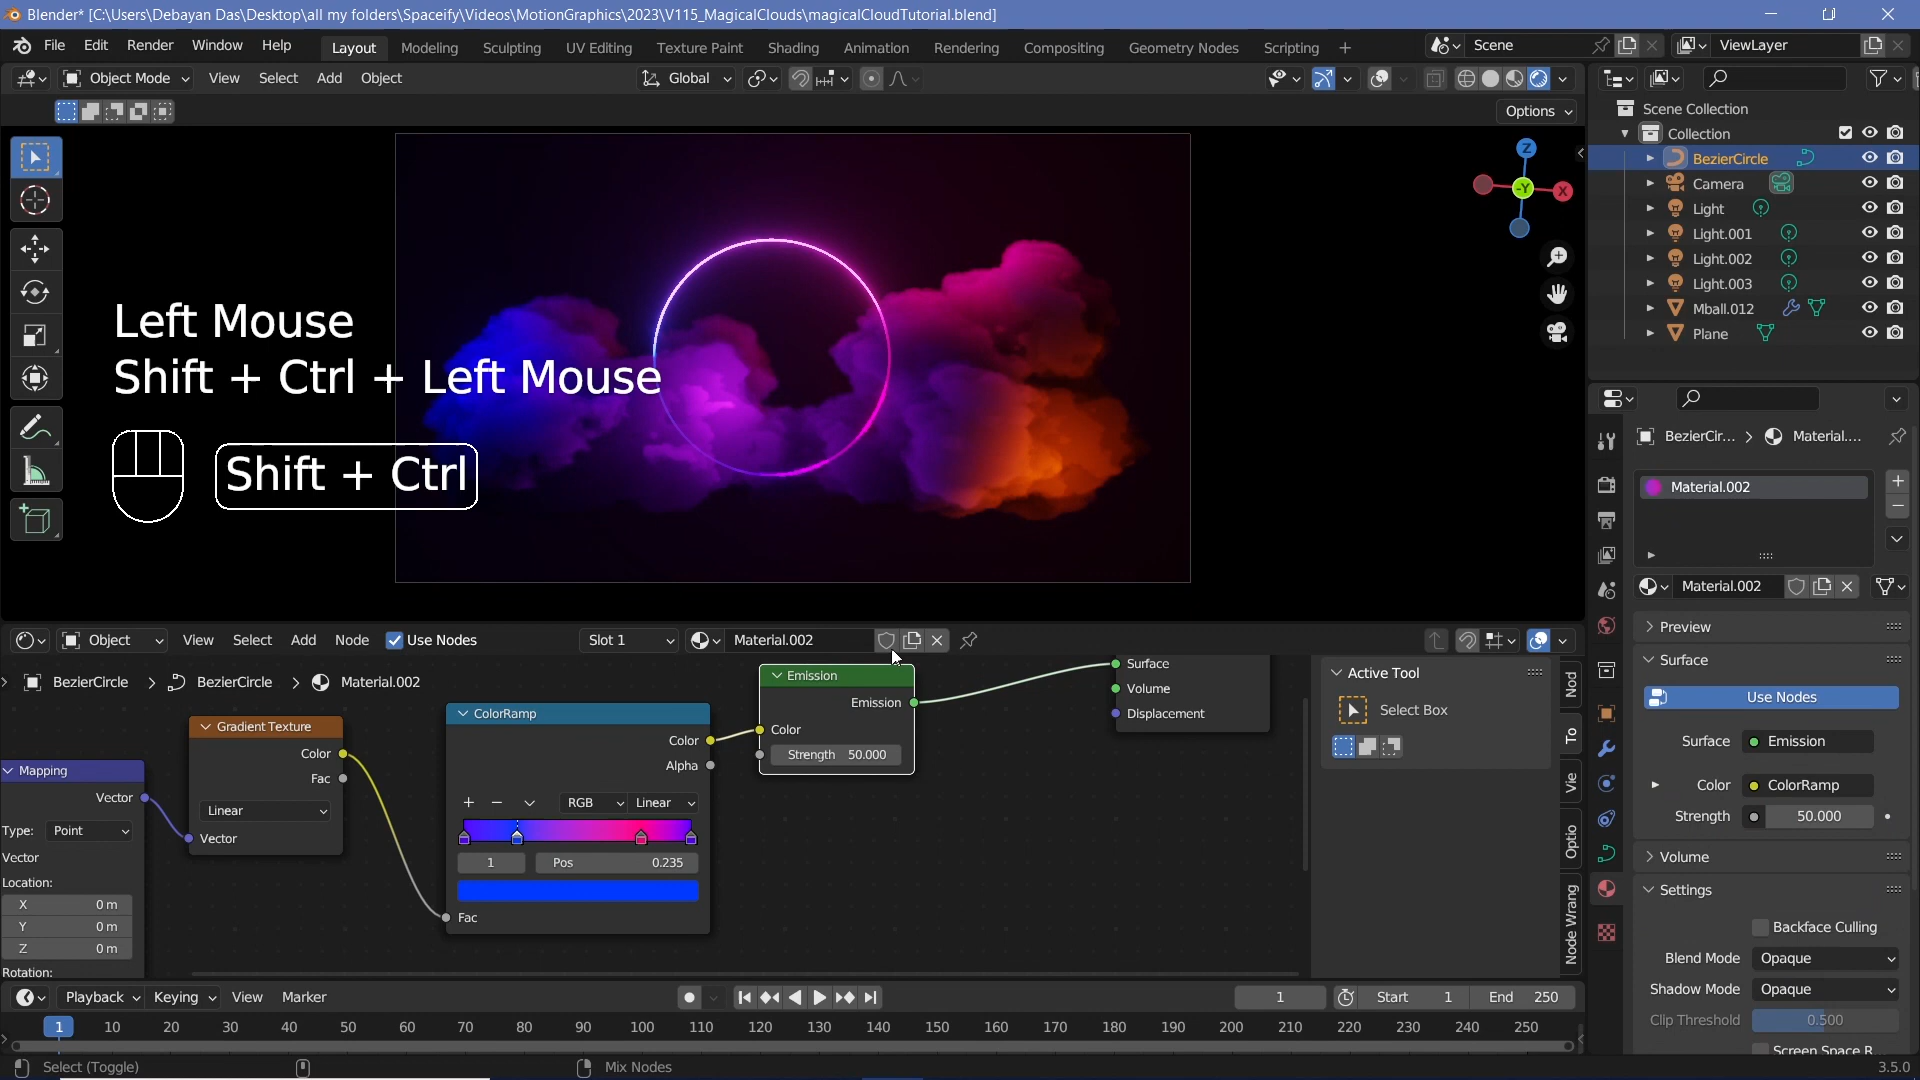 Blender* [C:\Users\Debayan Das\Desktop\all my folders\Spaceify\Videos\MotionGraphics\2023\V115_MagicalClouds\magicalCloudTutorial.blend]
File Edit Render Window Help Layout Modeling Sculpting UV Editing Texture Paint Shading Animation Rendering Compositing Geometry Nodes Scripting + Scene ViewLayer
Object Mode View Select Add Object Global
Options
Scene Collection
Collection
BezierCircle
Camera
Light
Light.001
Light.002
Light.003
Mball.012
Plane
Z
-Y X
Left Mouse
Shift + Ctrl + Left Mouse
Shift + Ctrl
BezierCir... > Material....
Material.002
Material.002
Preview
Surface
Use Nodes
Surface Emission
Color ColorRamp
Strength 50.000
Volume
Settings
Backface Culling
Blend Mode Opaque
Shadow Mode Opaque
Clip Threshold 0.500
Screen Space R...
Object View Select Add Node Use Nodes Slot 1 Material.002
BezierCircle > BezierCircle > Material.002
Mapping
Vector
Type: Point
Vector
Location:
X 0 m
Y 0 m
Z 0 m
Rotation:
Gradient Texture
Color
Fac
Linear
Vector
ColorRamp
Color
Alpha
+ − RGB Linear
1 Pos 0.235
Fac
Emission
Emission
Color
Strength 50.000
Surface
Volume
Displacement
Active Tool
Select Box
Nod
To
Vie
Optio
Node Wrang
Playback Keying View Marker 1 Start 1 End 250
1 10 20 30 40 50 60 70 80 90 100 110 120 130 140 150 160 170 180 190 200 210 220 230 240 250
Select (Toggle) Mix Nodes 3.5.0